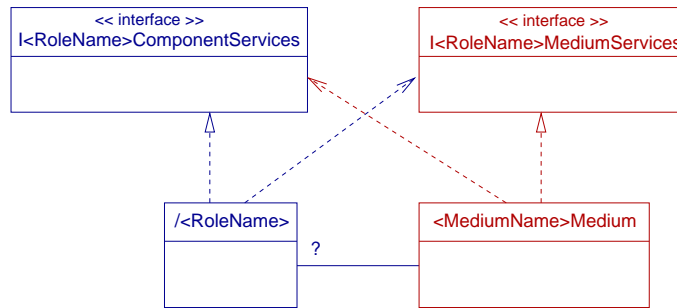 << interface >>
I<RoleName>ComponentServices
<< interface >>
I<RoleName>MediumServices
/<RoleName>
<MediumName>Medium
?